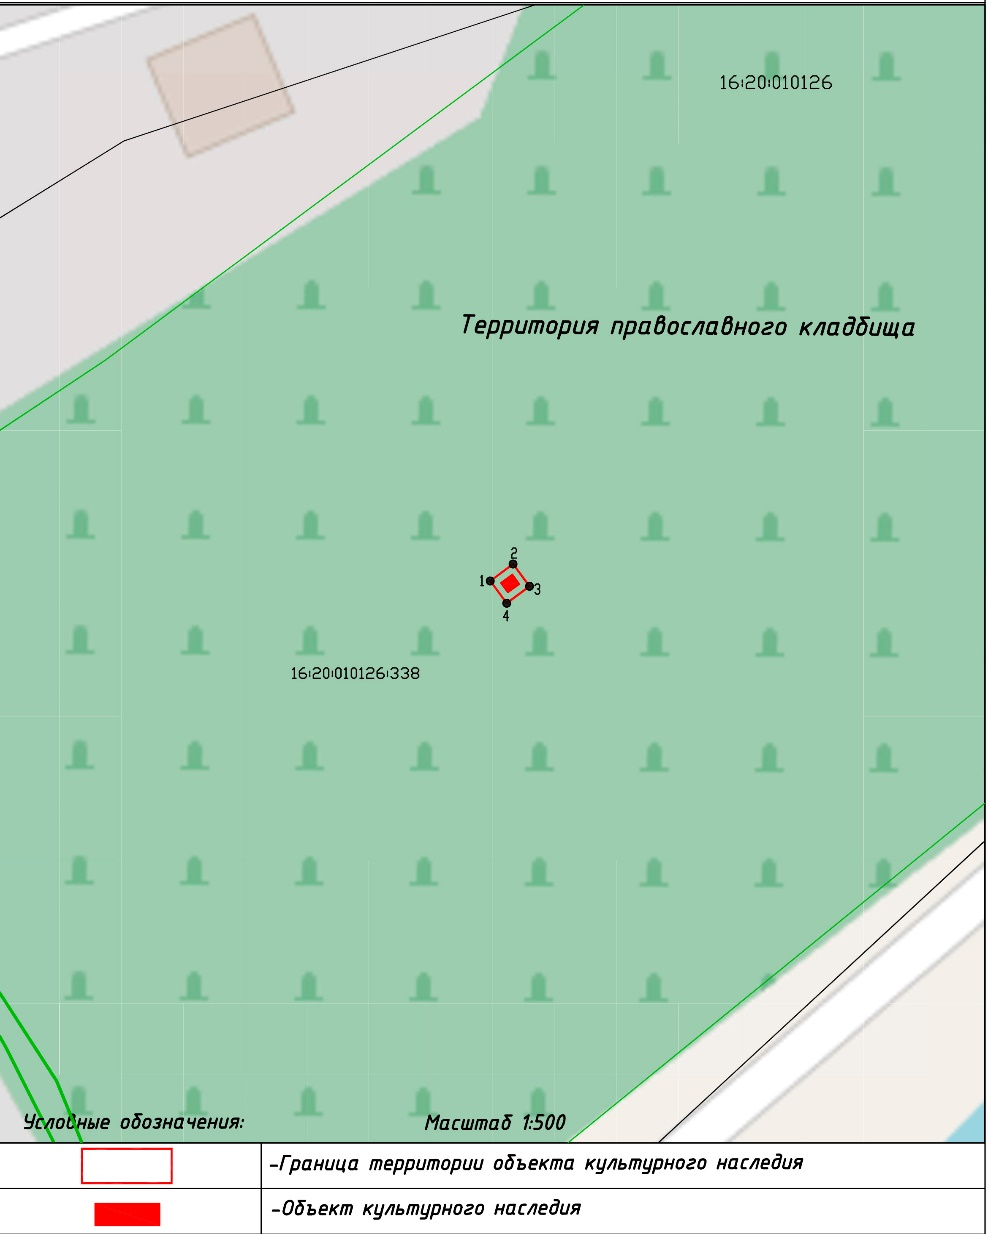 16:20:010126
Территория православного кладбища
2
1
3
4
16:20:010126:338
Условные обозначения:
Масштаб 1:500
-Граница территории объекта культурного наследия
-Объект культурного наследия